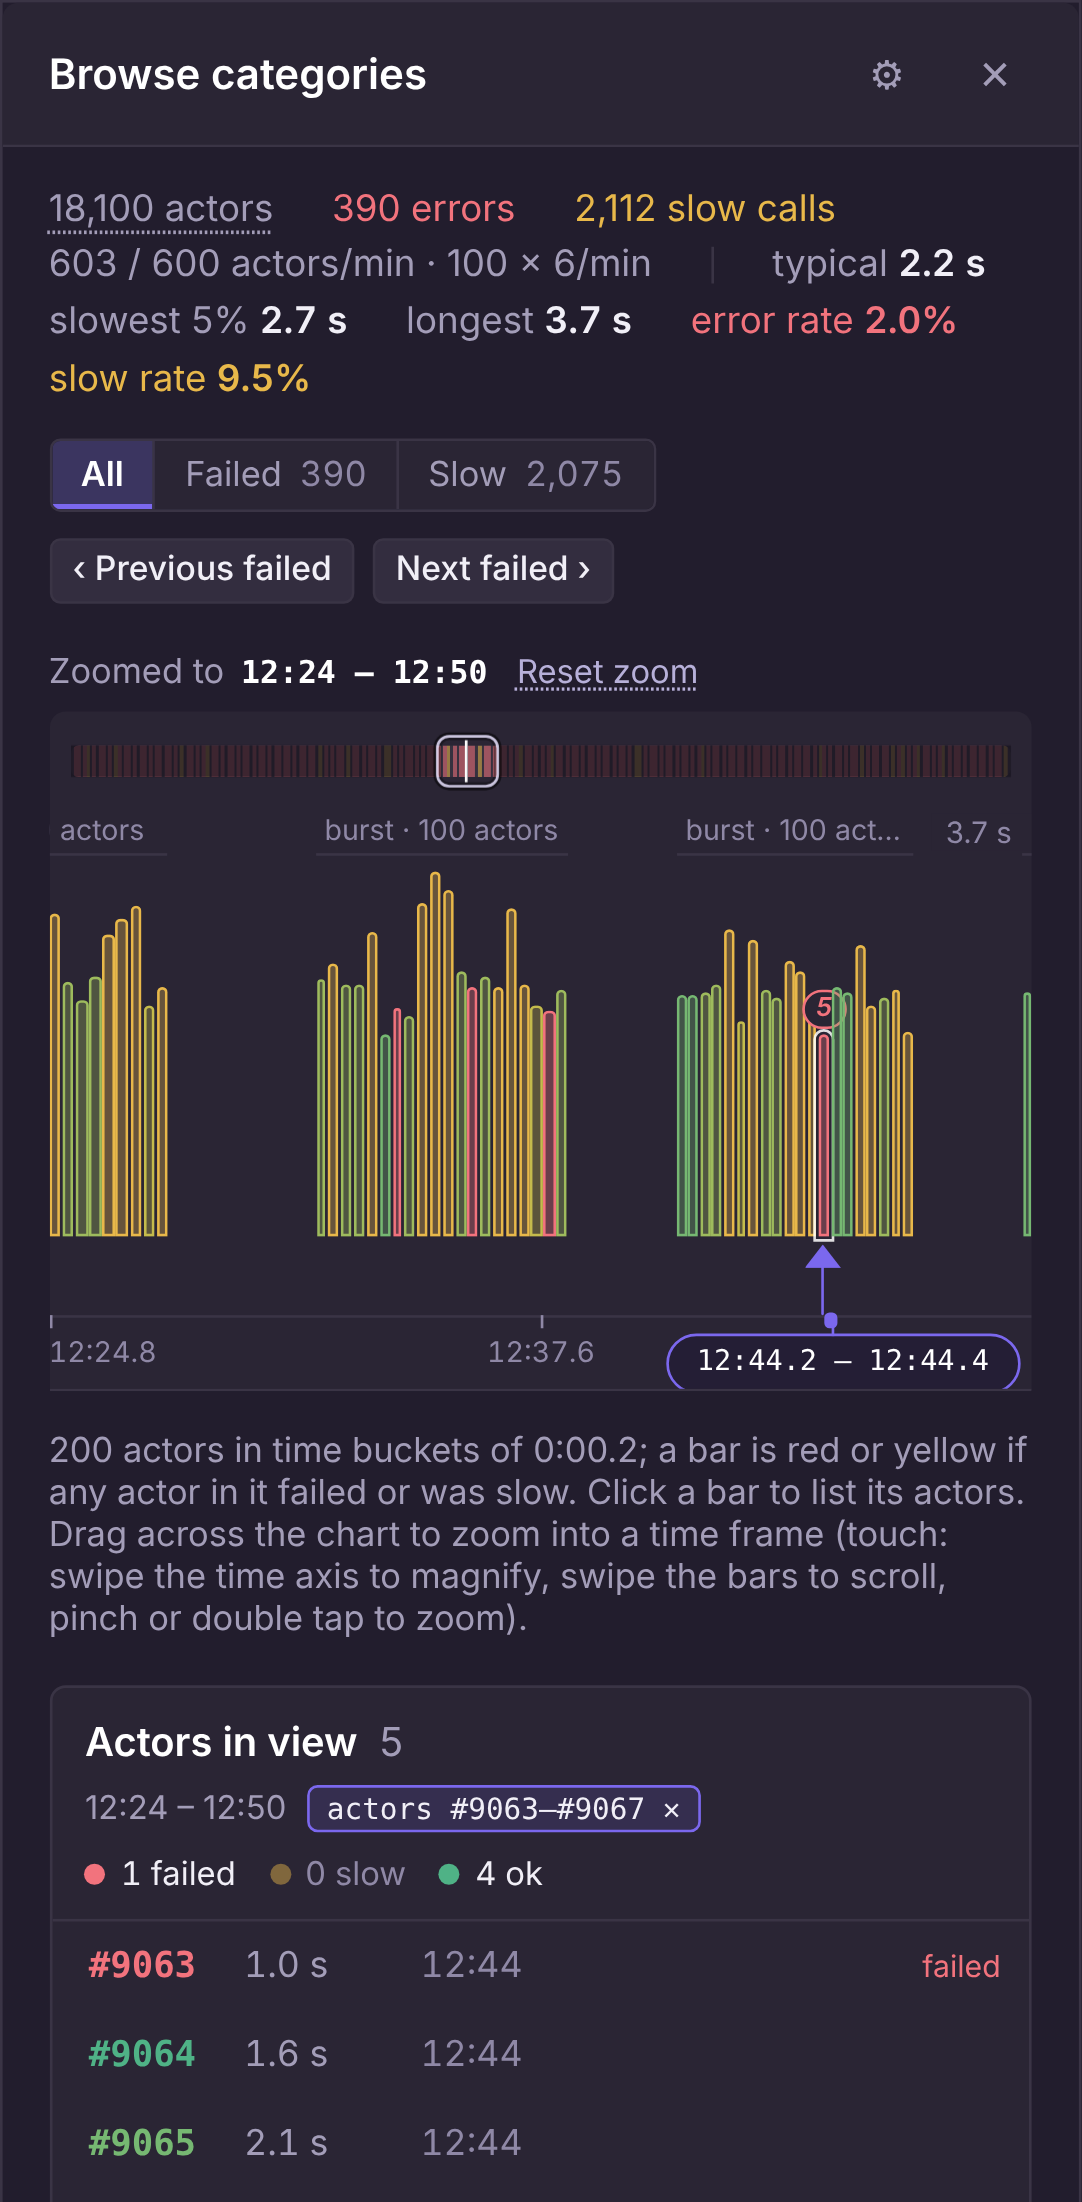 Browse categories ⚙ ✕
18,100 actors 390 errors 2,112 slow calls
603 / 600 actors/min · 100 × 6/min | typical 2.2 s
slowest 5% 2.7 s longest 3.7 s error rate 2.0%
slow rate 9.5%
All Failed 390 Slow 2,075
‹ Previous failed Next failed ›
Zoomed to 12:24 – 12:50 Reset zoom
actors burst · 100 actors burst · 100 act... 3.7 s
5
12:24.8 12:37.6 12:44.2 – 12:44.4
200 actors in time buckets of 0:00.2; a bar is red or yellow if
any actor in it failed or was slow. Click a bar to list its actors.
Drag across the chart to zoom into a time frame (touch:
swipe the time axis to magnify, swipe the bars to scroll,
pinch or double tap to zoom).
Actors in view 5
12:24 – 12:50 actors #9063–#9067 ×
1 failed 0 slow 4 ok
#9063 1.0 s 12:44 failed
#9064 1.6 s 12:44
#9065 2.1 s 12:44